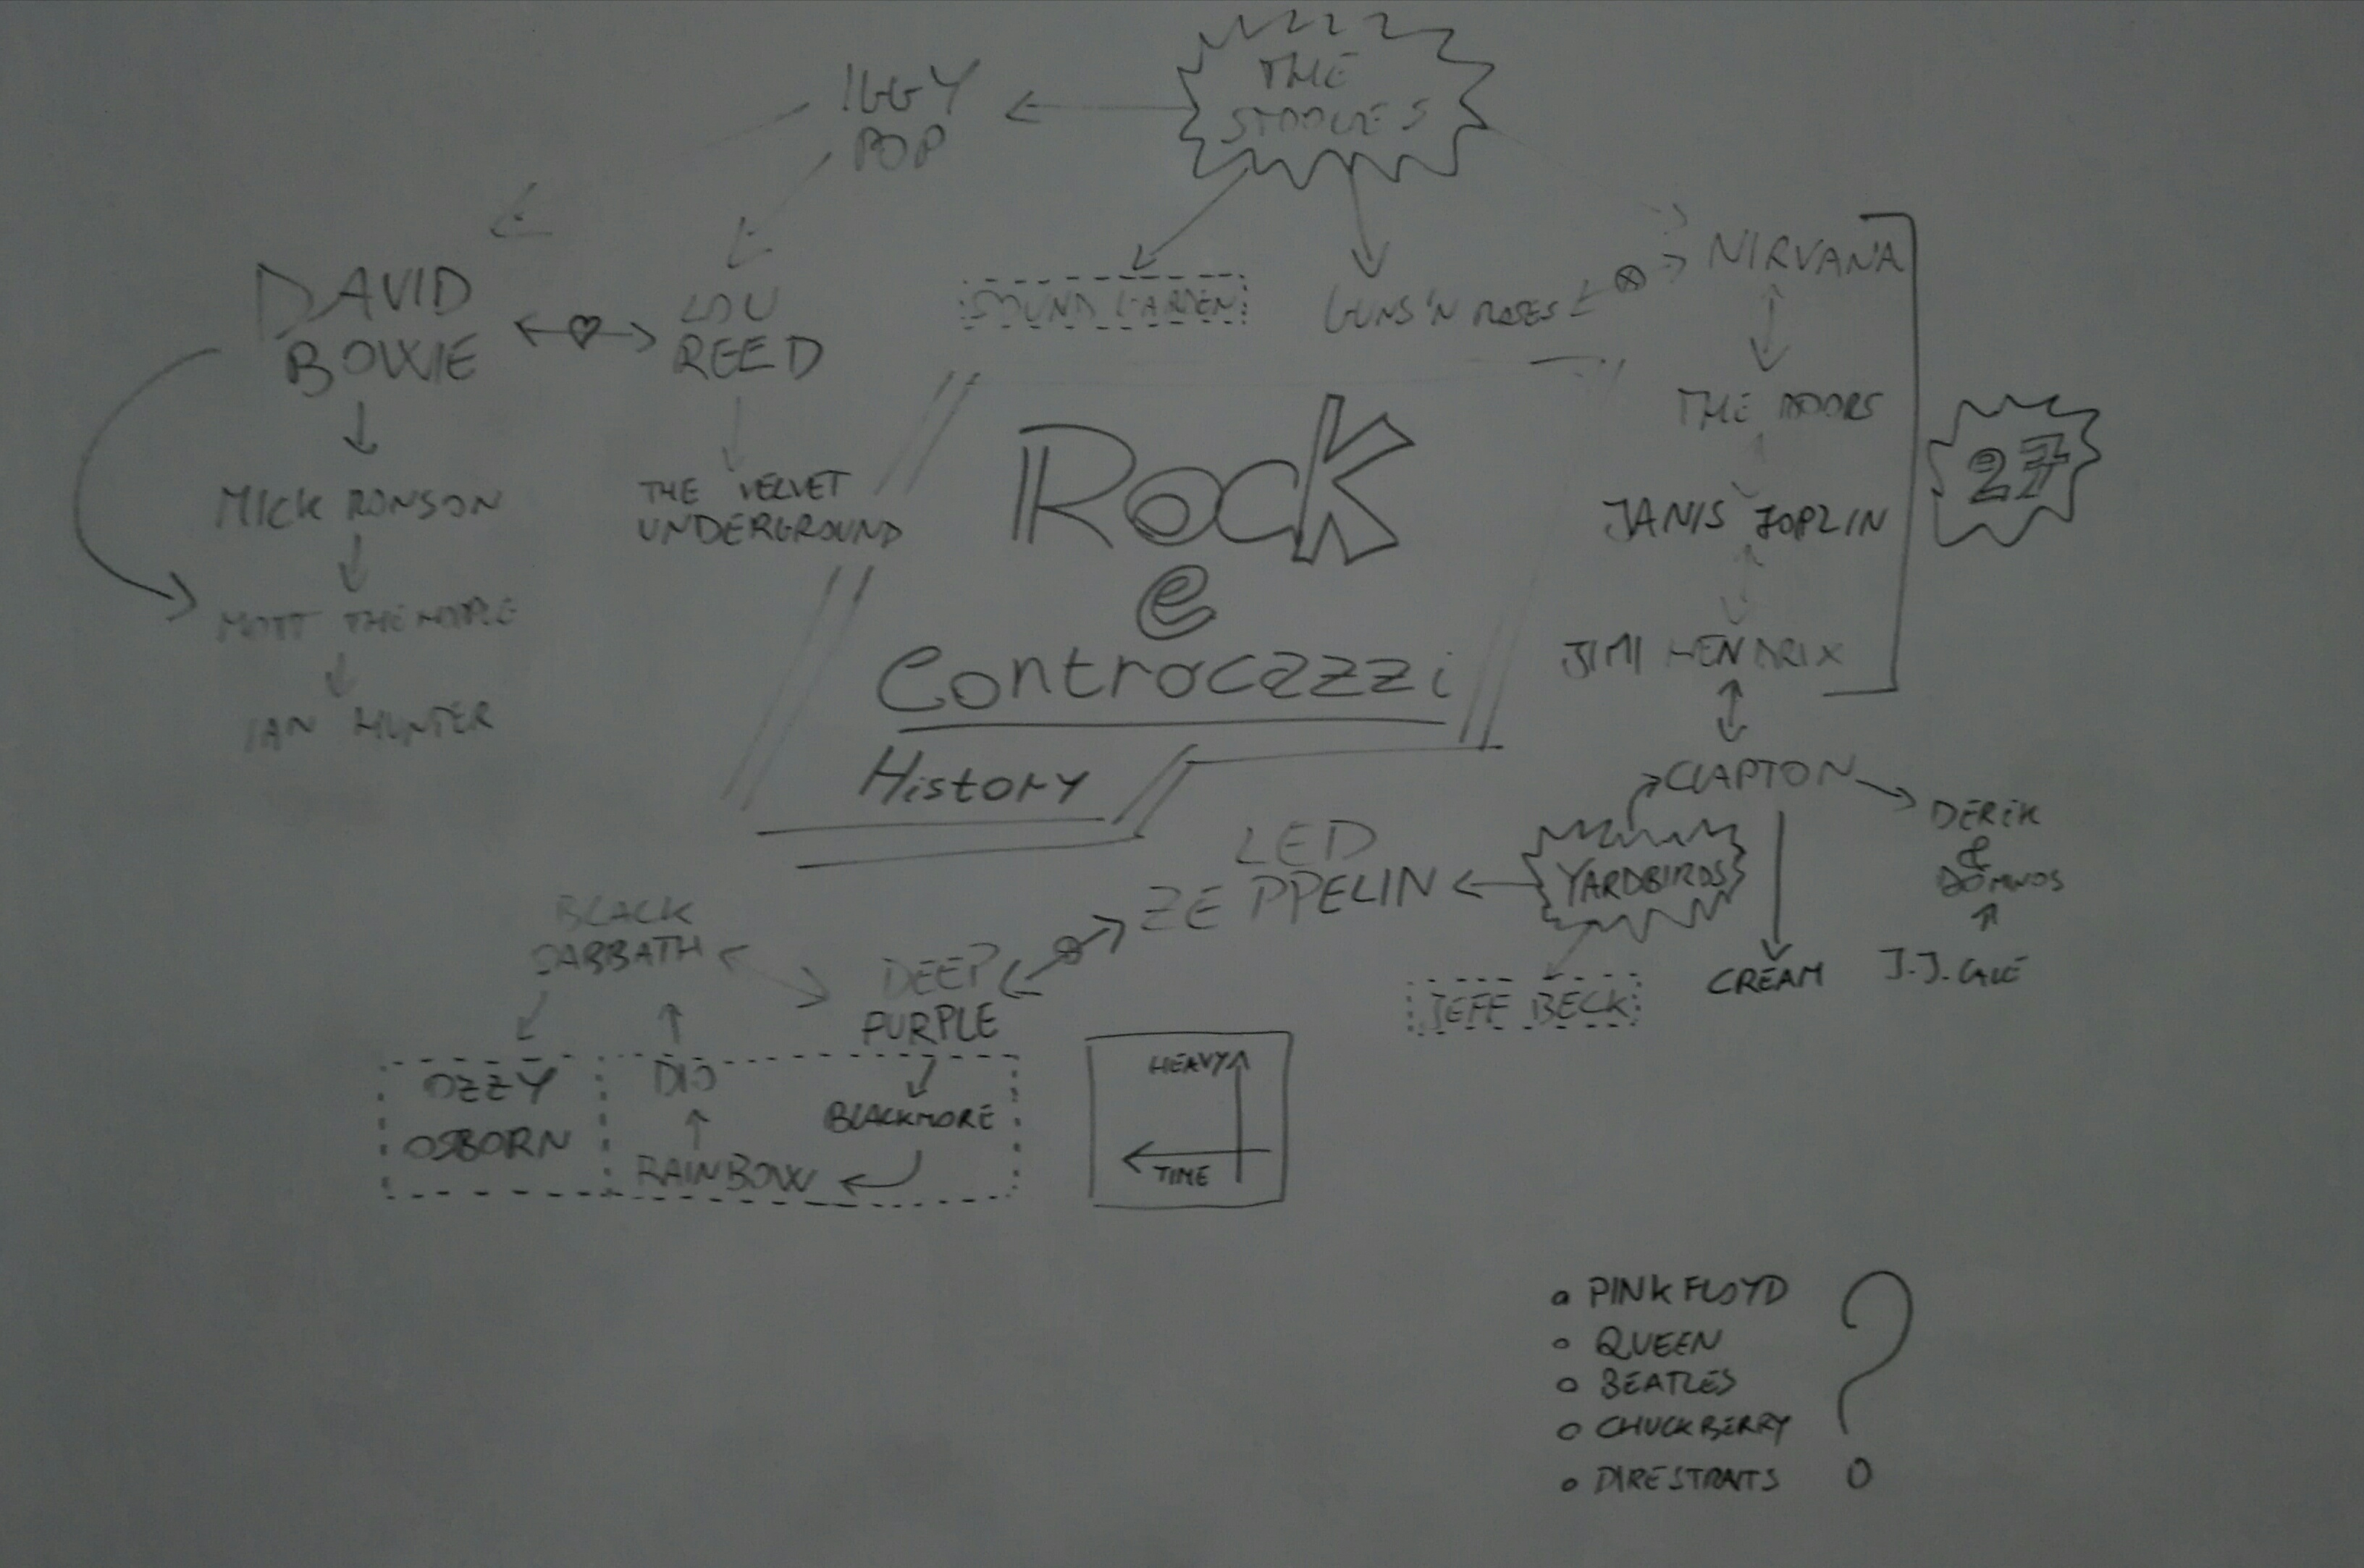 THE
STOOGES
IGGY
POP
DAVID
BOWIE
LOU
REED
SOUND GARDEN
GUNS 'N ROSES
NIRVANA
THE DOORS
JANIS JOPLIN
JIMI HENDRIX
27
MICK RONSON
MOTT THE HOPLE
IAN HUNTER
THE VELVET
UNDERGROUND
Rock
e
Controcazzi
History
CLAPTON
DEREK
&
DOMNOS
J.J. CALE
CREAM
YARDBIRDS
JEFF BECK
LED
ZEPPELIN
DEEP
PURPLE
BLACK
SABBATH
OZZY
OSBORN
DIO
BLACKMORE
RAINBOW
HEAVY
TIME
PINK FLOYD
QUEEN
BEATLES
CHUCK BERRY
DIRE STRAITS
?